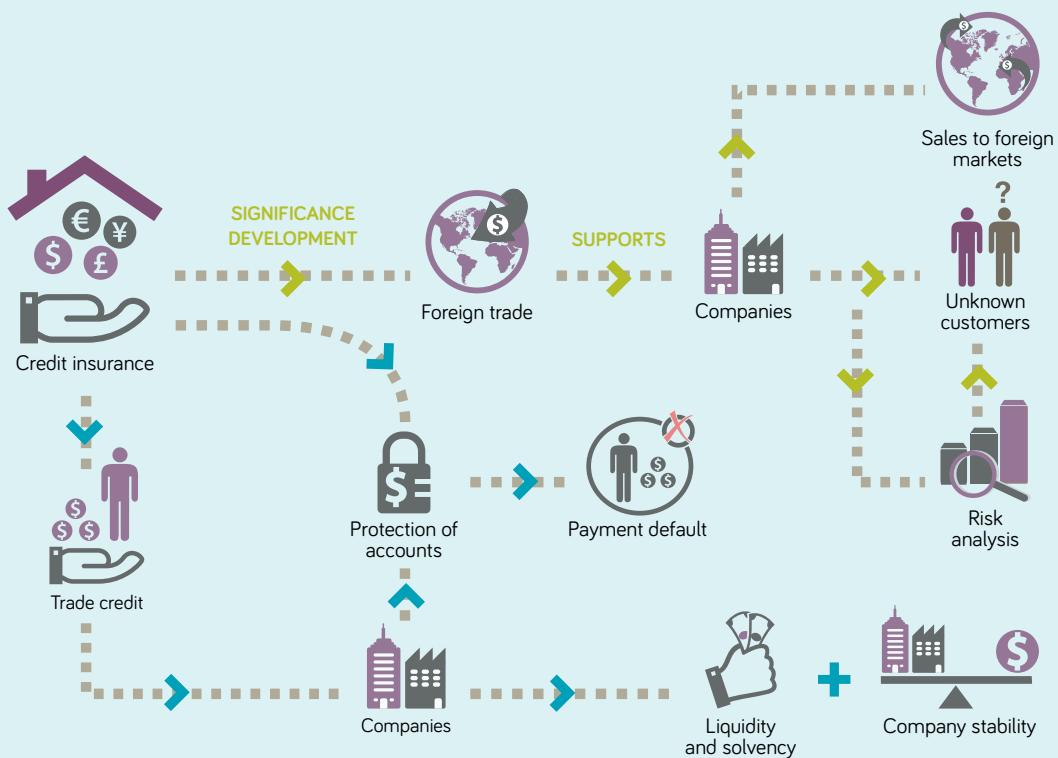 Sales to foreign
markets
SIGNIFICANCE
DEVELOPMENT
SUPPORTS
?
€
¥
$
£
$
Foreign trade
Companies
Unknown
customers
Credit insurance
$
Protection of
accounts
Payment default
Risk
analysis
$
$ $
Trade credit
Companies
Liquidity
and solvency
+
$
Company stability